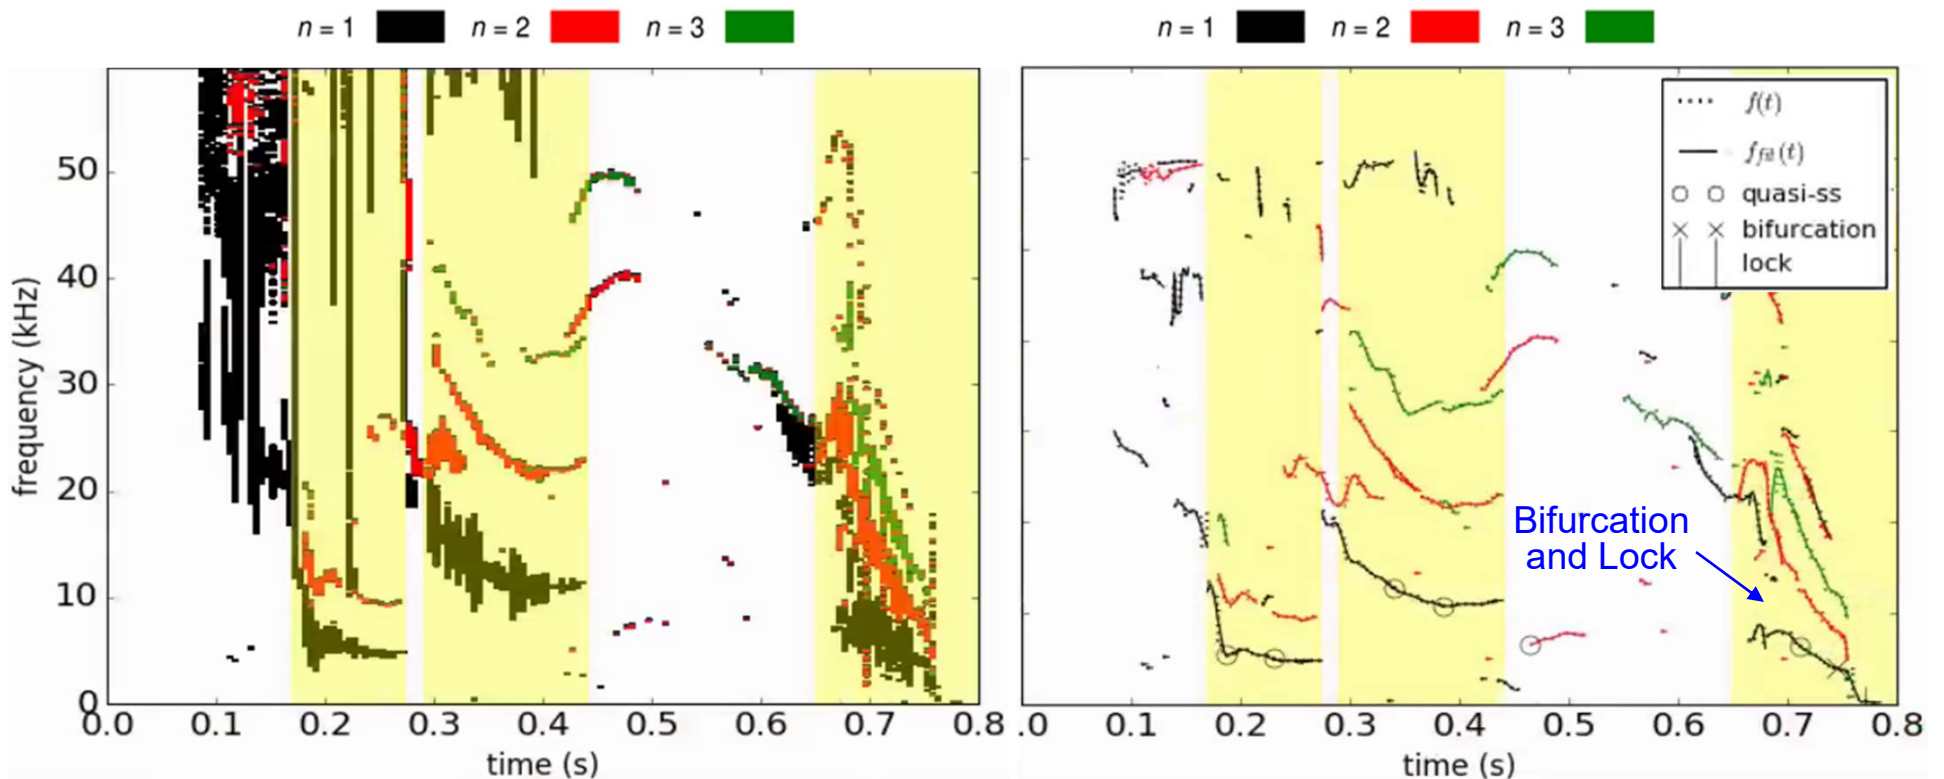 n = 1 n = 2 n = 3
frequency (kHz)
50
40
30
20
10
0
0.0 0.1 0.2 0.3 0.4 0.5 0.6 0.7 0.8
time (s)
n = 1 n = 2 n = 3
f(t)
f_fit(t)
quasi-ss
bifurcation
lock
Bifurcation
and Lock
.0 0.1 0.2 0.3 0.4 0.5 0.6 0.7 0.8
time (s)